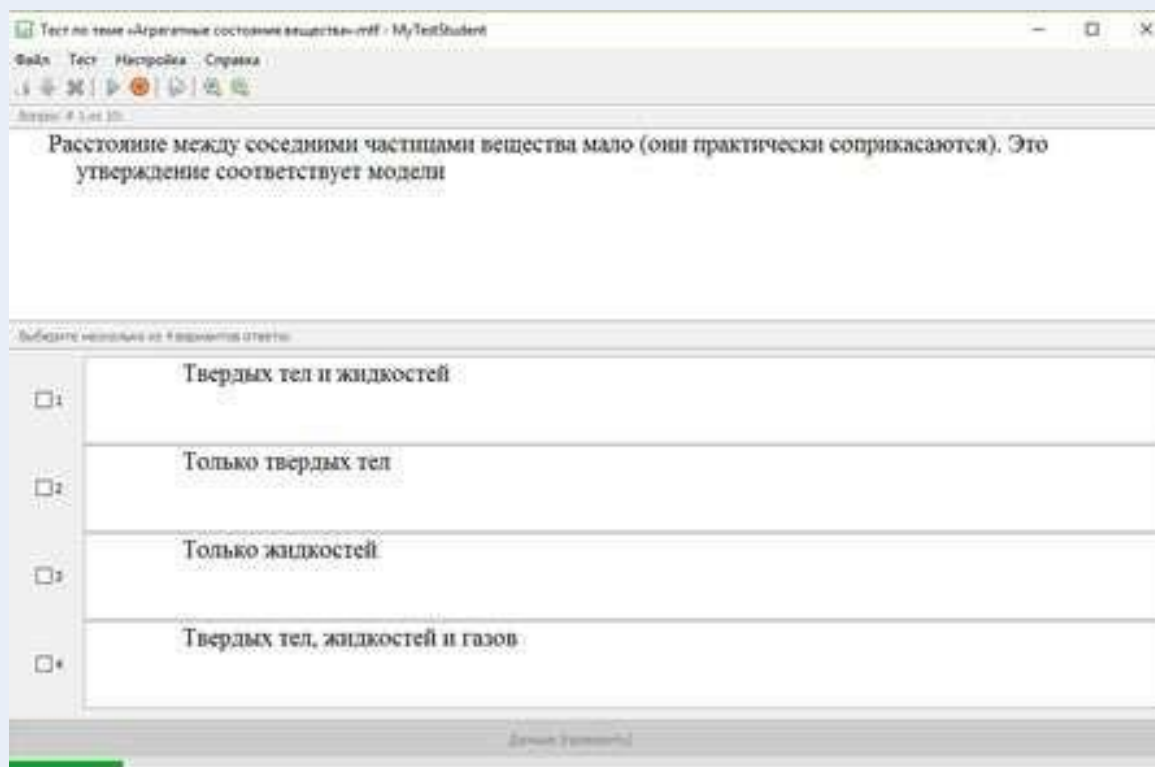 Тест по теме «Агрегатные состояния вещества».mtf - MyTestStudent
Файл Тест Настройка Справка
Расстояние между соседними частицами вещества мало (они практически соприкасаются). Это
утверждение соответствует модели
Выберите несколько из 4 вариантов ответа:
1 Твердых тел и жидкостей
2 Только твердых тел
3 Только жидкостей
4 Твердых тел, жидкостей и газов